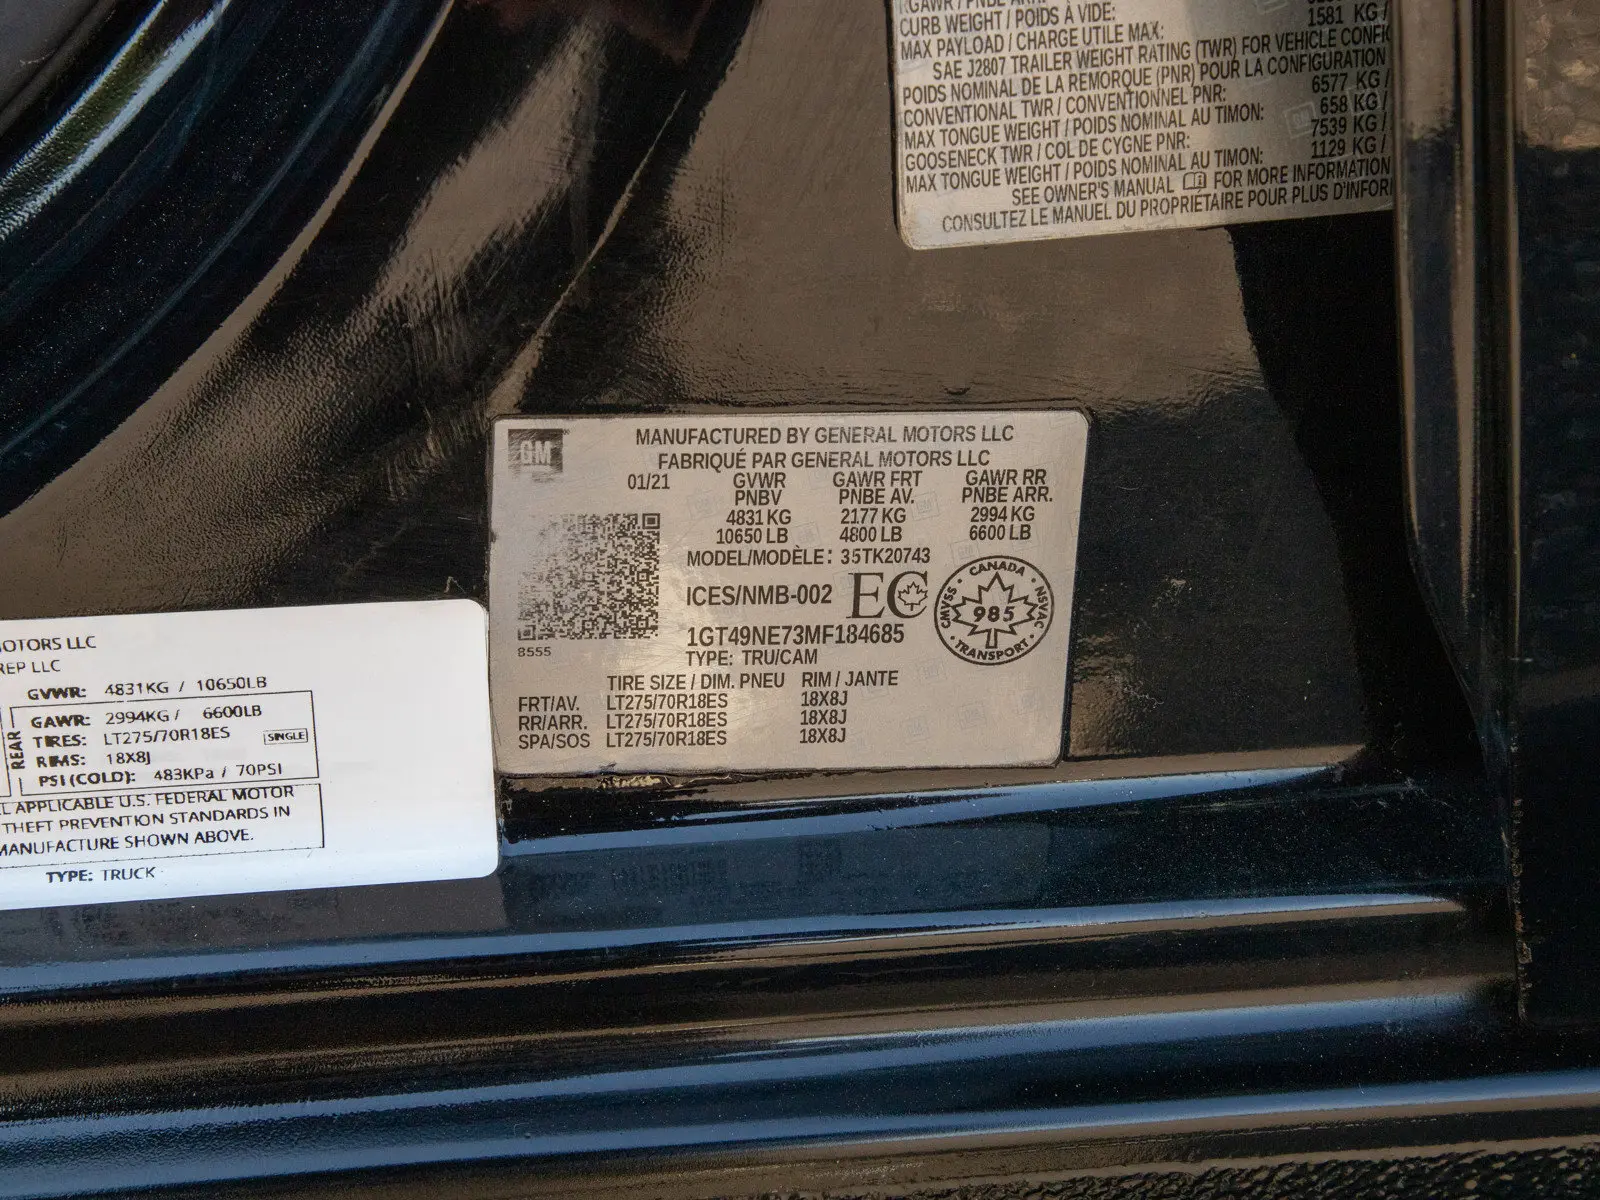 CURB WEIGHT / POIDS À VIDE:
1581 KG /
MAX PAYLOAD / CHARGE UTILE MAX:
SAE J2807 TRAILER WEIGHT RATING (TWR) FOR VEHICLE CONFI
POIDS NOMINAL DE LA REMORQUE (PNR) POUR LA CONFIGURATION
CONVENTIONAL TWR / CONVENTIONNEL PNR: 6577 KG /
MAX TONGUE WEIGHT / POIDS NOMINAL AU TIMON: 658 KG /
GOOSENECK TWR / COL DE CYGNE PNR: 7539 KG /
MAX TONGUE WEIGHT / POIDS NOMINAL AU TIMON: 1129 KG /
SEE OWNER'S MANUAL FOR MORE INFORMATION
CONSULTEZ LE MANUEL DU PROPRIETAIRE POUR PLUS D'INFOR
GM
MANUFACTURED BY GENERAL MOTORS LLC
FABRIQUÉ PAR GENERAL MOTORS LLC
01/21 GVWR GAWR FRT GAWR RR
PNBV PNBE AV. PNBE ARR.
4831 KG 2177 KG 2994 KG
10650 LB 4800 LB 6600 LB
MODEL/MODÈLE: 35TK20743
ICES/NMB-002 EC
CANADA
CMVSS 985 NSVAC
TRANSPORT
1GT49NE73MF184685
8555 TYPE: TRU/CAM
TIRE SIZE / DIM. PNEU RIM / JANTE
FRT/AV. LT275/70R18ES 18X8J
RR/ARR. LT275/70R18ES 18X8J
SPA/SOS LT275/70R18ES 18X8J
OTORS LLC
REP LLC
GVWR: 4831KG / 10650LB
REAR
GAWR: 2994KG / 6600LB
TIRES: LT275/70R18ES SINGLE
RIMS: 18X8J
PSI (COLD): 483KPa / 70PSI
L APPLICABLE U.S. FEDERAL MOTOR
THEFT PREVENTION STANDARDS IN
MANUFACTURE SHOWN ABOVE.
TYPE: TRUCK